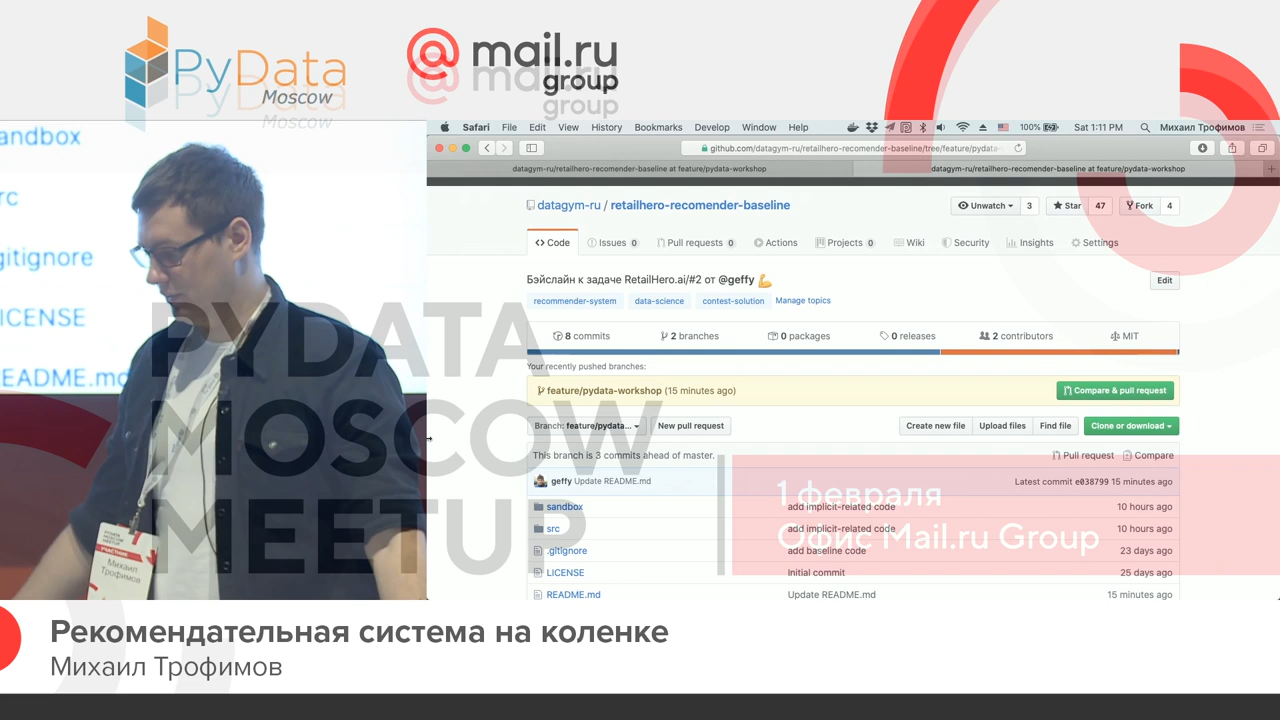 PyData
Moscow
@mail.ru
group
andbox
rc
gitignore
ICENSE
EADME.md
УЧАСТНИК
Михаил
Трофимов
PYDATA
MOSCOW
MEETUP
Safari File Edit View History Bookmarks Develop Window Help 100% Sat 1:11 PM Михаил Трофимов
github.com/datagym-ru/retailhero-recomender-baseline/tree/feature/pydata-
datagym-ru/retailhero-recomender-baseline at feature/pydata-workshop
datagym-ru/retailhero-recomender-baseline at feature/pydata-workshop
datagym-ru / retailhero-recomender-baseline
Unwatch 3 Star 47 Fork 4
Code Issues 0 Pull requests 0 Actions Projects 0 Wiki Security Insights Settings
Бэйслайн к задаче RetailHero.ai/#2 от @geffy 💪
Edit
recommender-system data-science contest-solution Manage topics
8 commits 2 branches 0 packages 0 releases 2 contributors MIT
Your recently pushed branches:
feature/pydata-workshop (15 minutes ago) Compare & pull request
Branch: feature/pydata... New pull request Create new file Upload files Find file Clone or download
This branch is 3 commits ahead of master. Pull request Compare
geffy Update README.md Latest commit e038799 15 minutes ago
sandbox add implicit-related code 10 hours ago
src add implicit-related code 10 hours ago
.gitignore add baseline code 23 days ago
LICENSE Initial commit 25 days ago
README.md Update README.md 15 minutes ago
1 февраля
Офис Mail.ru Group
Рекомендательная система на коленке
Михаил Трофимов